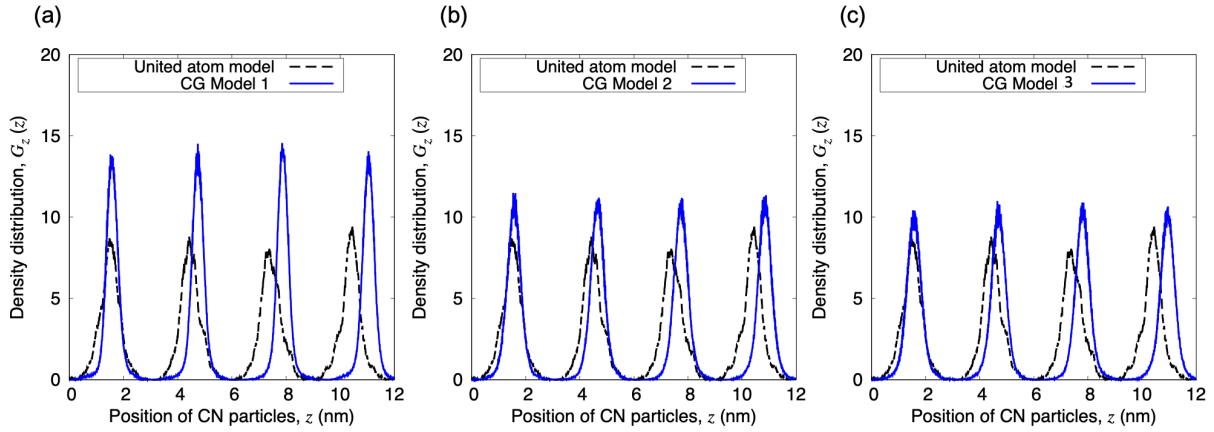 (a)
20
United atom model
CG Model 1
15
10
5
0
0 2 4 6 8 10 12
Density distribution, G_z (z)
Position of CN particles, z (nm)
(b)
20
United atom model
CG Model 2
15
10
5
0
0 2 4 6 8 10 12
Density distribution, G_z (z)
Position of CN particles, z (nm)
(c)
20
United atom model
CG Model 3
15
10
5
0
0 2 4 6 8 10 12
Density distribution, G_z (z)
Position of CN particles, z (nm)